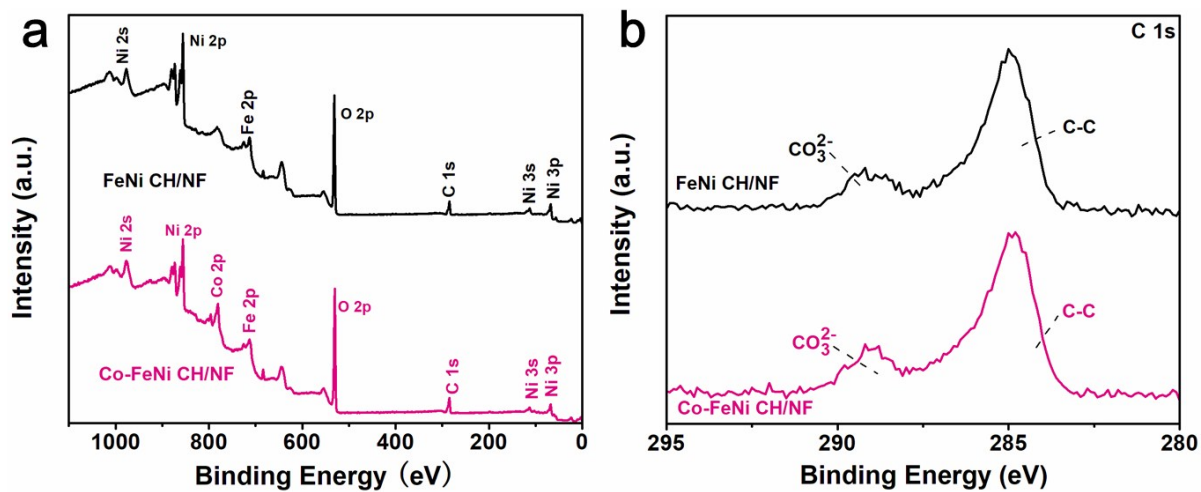 a
Intensity (a.u.)
Ni 2s
Ni 2p
Fe 2p
O 2p
C 1s
Ni 3s
Ni 3p
FeNi CH/NF
Ni 2s
Ni 2p
Co 2p
Fe 2p
O 2p
C 1s
Ni 3s
Ni 3p
Co-FeNi CH/NF
1000 800 600 400 200 0
Binding Energy (eV)
b
C 1s
Intensity (a.u.)
CO₃²⁻
C-C
FeNi CH/NF
CO₃²⁻
C-C
Co-FeNi CH/NF
295 290 285 280
Binding Energy (eV)